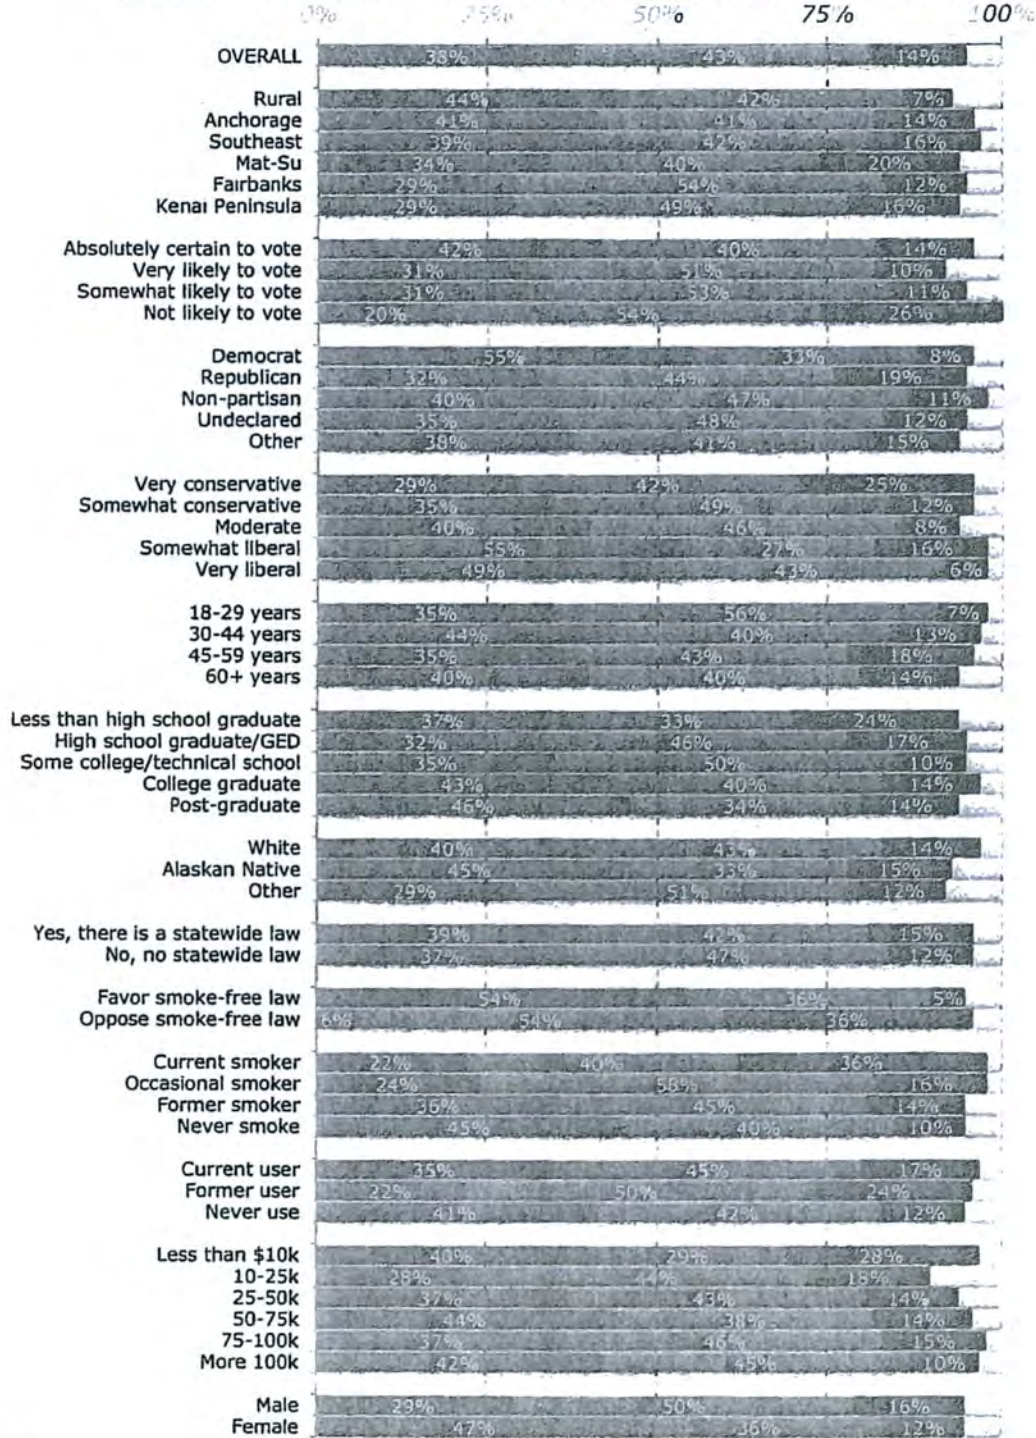 0% 25% 50% 75% 100%
OVERALL 38% 43% 14%
Rural 44% 42% 7%
Anchorage 41% 41% 14%
Southeast 39% 42% 16%
Mat-Su 34% 40% 20%
Fairbanks 29% 54% 12%
Kenai Peninsula 29% 49% 16%
Absolutely certain to vote 42% 40% 14%
Very likely to vote 31% 51% 10%
Somewhat likely to vote 31% 53% 11%
Not likely to vote 20% 54% 26%
Democrat 55% 33% 8%
Republican 32% 44% 19%
Non-partisan 40% 47% 11%
Undeclared 35% 48% 12%
Other 38% 41% 15%
Very conservative 29% 42% 25%
Somewhat conservative 35% 49% 12%
Moderate 40% 46% 8%
Somewhat liberal 55% 27% 16%
Very liberal 49% 43% 6%
18-29 years 35% 56% 7%
30-44 years 44% 40% 13%
45-59 years 35% 43% 18%
60+ years 40% 40% 14%
Less than high school graduate 37% 33% 24%
High school graduate/GED 32% 46% 17%
Some college/technical school 35% 50% 10%
College graduate 43% 40% 14%
Post-graduate 46% 34% 14%
White 40% 43% 14%
Alaskan Native 45% 33% 15%
Other 29% 51% 12%
Yes, there is a statewide law 39% 42% 15%
No, no statewide law 37% 47% 12%
Favor smoke-free law 54% 36% 5%
Oppose smoke-free law 6% 54% 36%
Current smoker 22% 40% 36%
Occasional smoker 24% 58% 16%
Former smoker 36% 45% 14%
Never smoke 45% 40% 10%
Current user 35% 45% 17%
Former user 22% 50% 24%
Never use 41% 42% 12%
Less than $10k 40% 29% 28%
10-25k 28% 44% 18%
25-50k 37% 43% 14%
50-75k 44% 38% 14%
75-100k 37% 46% 15%
More 100k 42% 45% 10%
Male 29% 50% 16%
Female 47% 36% 12%